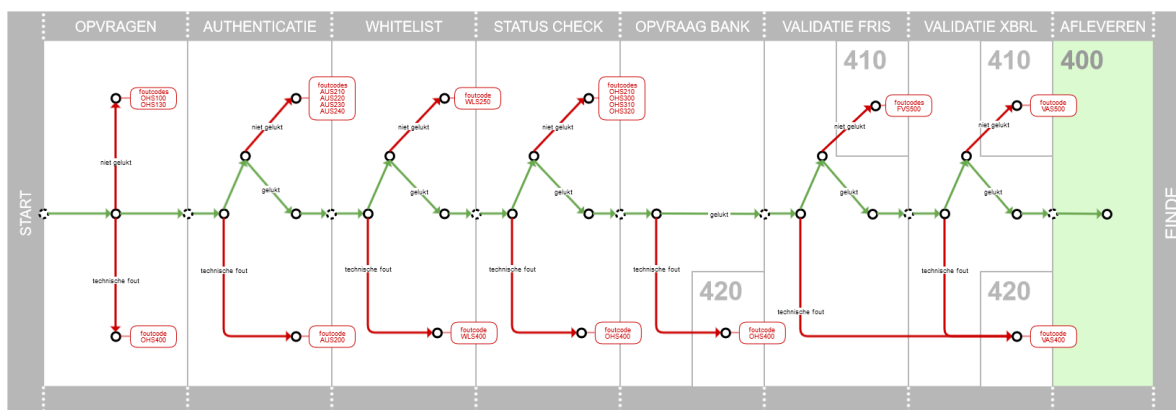 OPVRAGEN
AUTHENTICATIE
WHITELIST
STATUS CHECK
OPVRAAG BANK
VALIDATIE FRIS
VALIDATIE XBRL
AFLEVEREN
START
EINDE
410
410
400
foutcodes
OHS100
OHS130
foutcodes
AUS210
AUS220
AUS230
AUS240
foutcode
WLS250
foutcodes
OHS210
OHS300
OHS310
OHS320
foutcodes
FVS500
foutcode
VAS500
niet gelukt
niet gelukt
niet gelukt
niet gelukt
niet gelukt
niet gelukt
gelukt
gelukt
gelukt
gelukt
gelukt
gelukt
technische fout
technische fout
technische fout
technische fout
technische fout
technische fout
technische fout
420
420
foutcode
OHS400
foutcode
AUS200
foutcode
WLS400
foutcode
OHS400
foutcode
OHS400
foutcode
VAS400